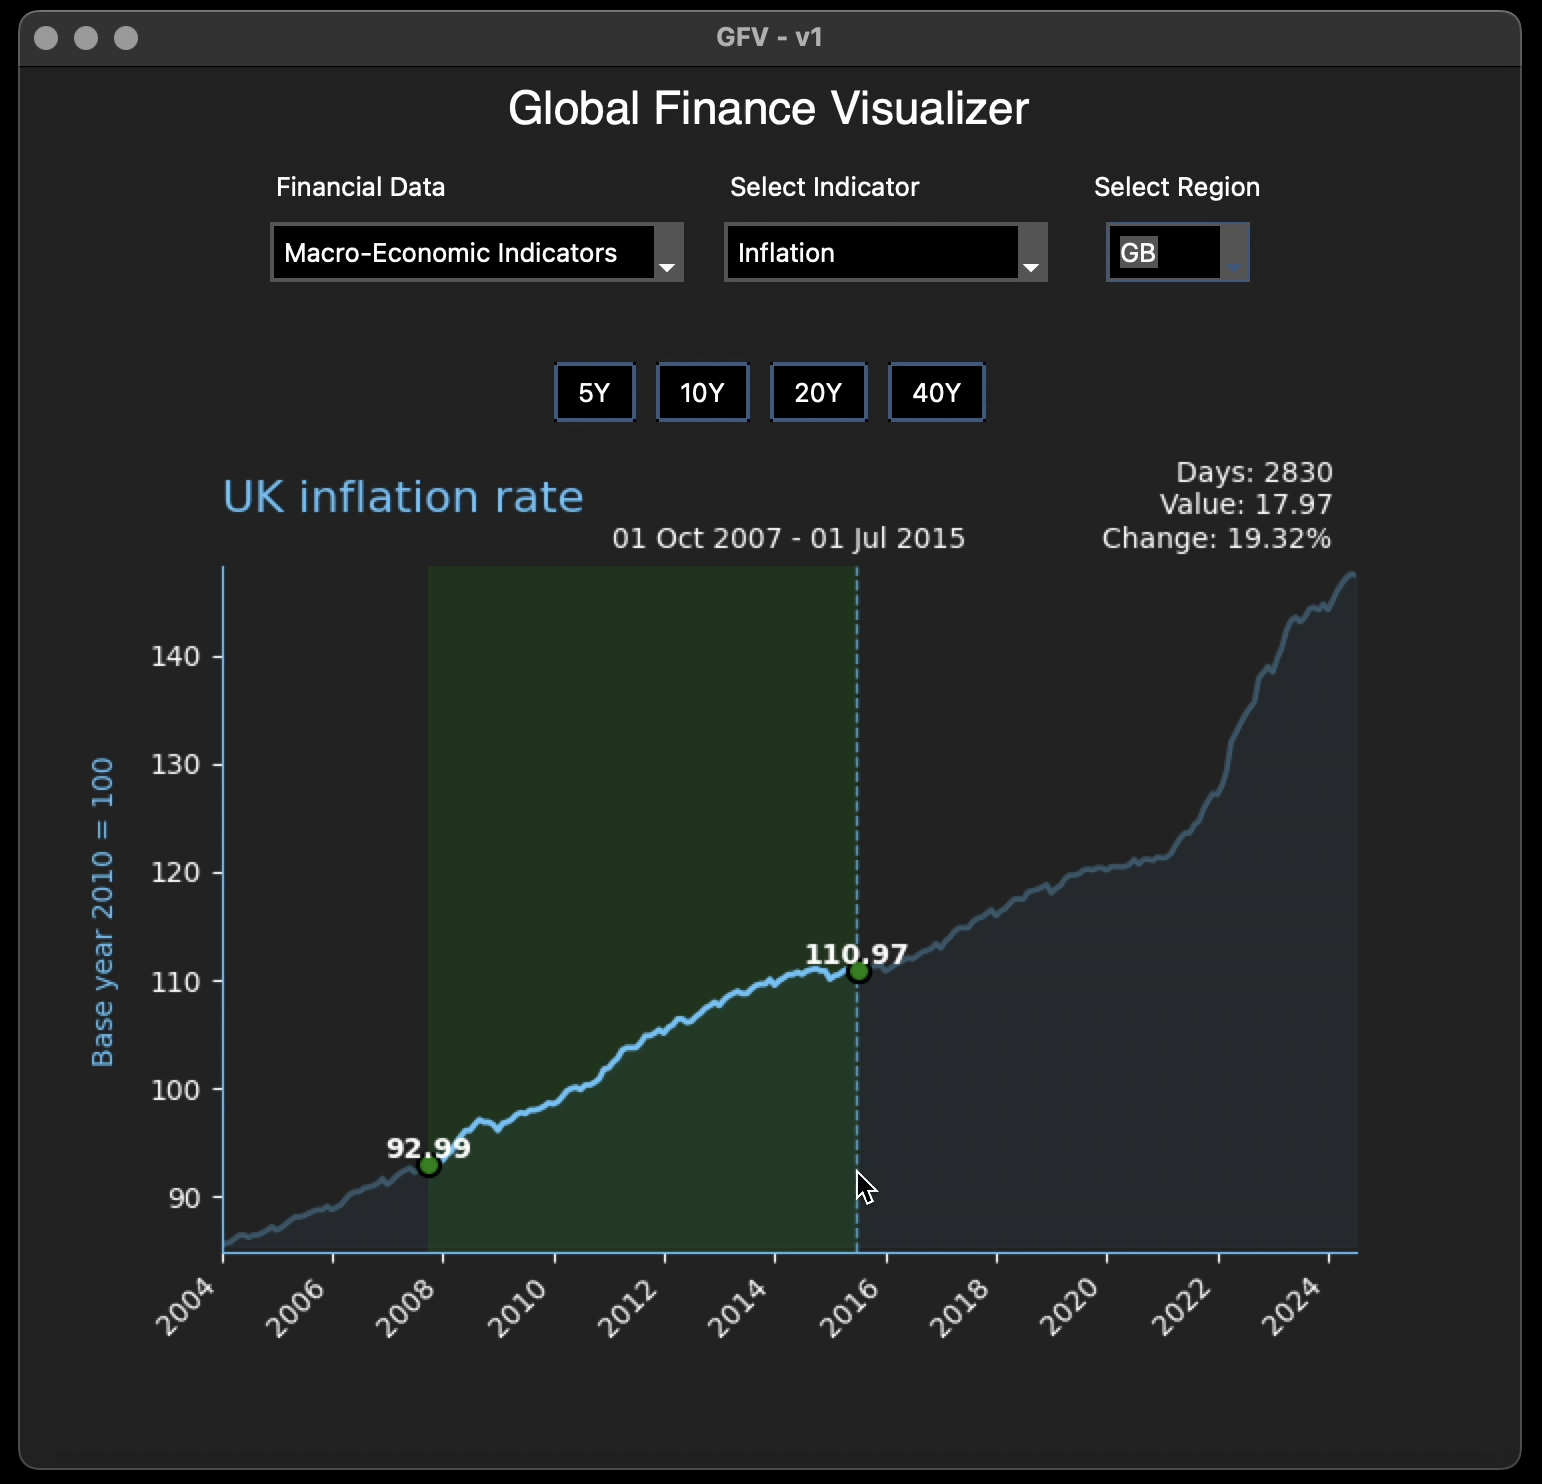 GFV - v1
Global Finance Visualizer
Financial Data
Select Indicator
Select Region
Macro-Economic Indicators
Inflation
GB
5Y
10Y
20Y
40Y
UK inflation rate
01 Oct 2007 - 01 Jul 2015
Days: 2830
Value: 17.97
Change: 19.32%
Base year 2010 = 100
140
130
120
110
100
90
110.97
92.99
2004
2006
2008
2010
2012
2014
2016
2018
2020
2022
2024